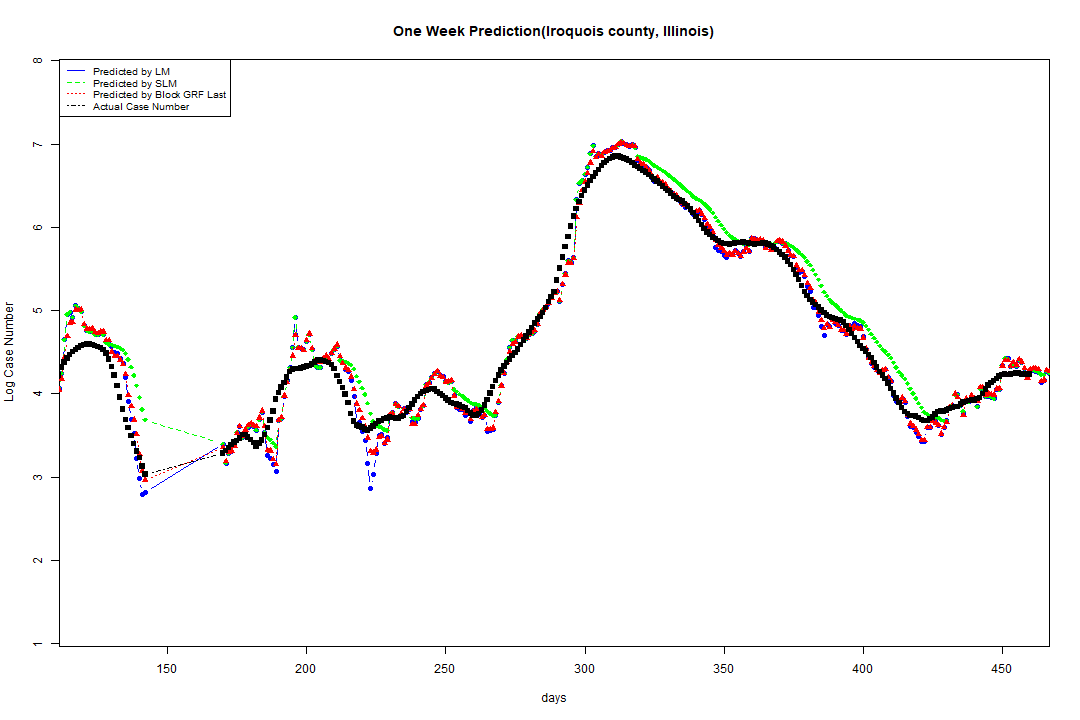 One Week Prediction(Iroquois county, Illinois)
Predicted by LM
Predicted by SLM
Predicted by Block GRF Last
Actual Case Number
8
7
6
5
4
3
2
1
Log Case Number
150 200 250 300 350 400 450
days